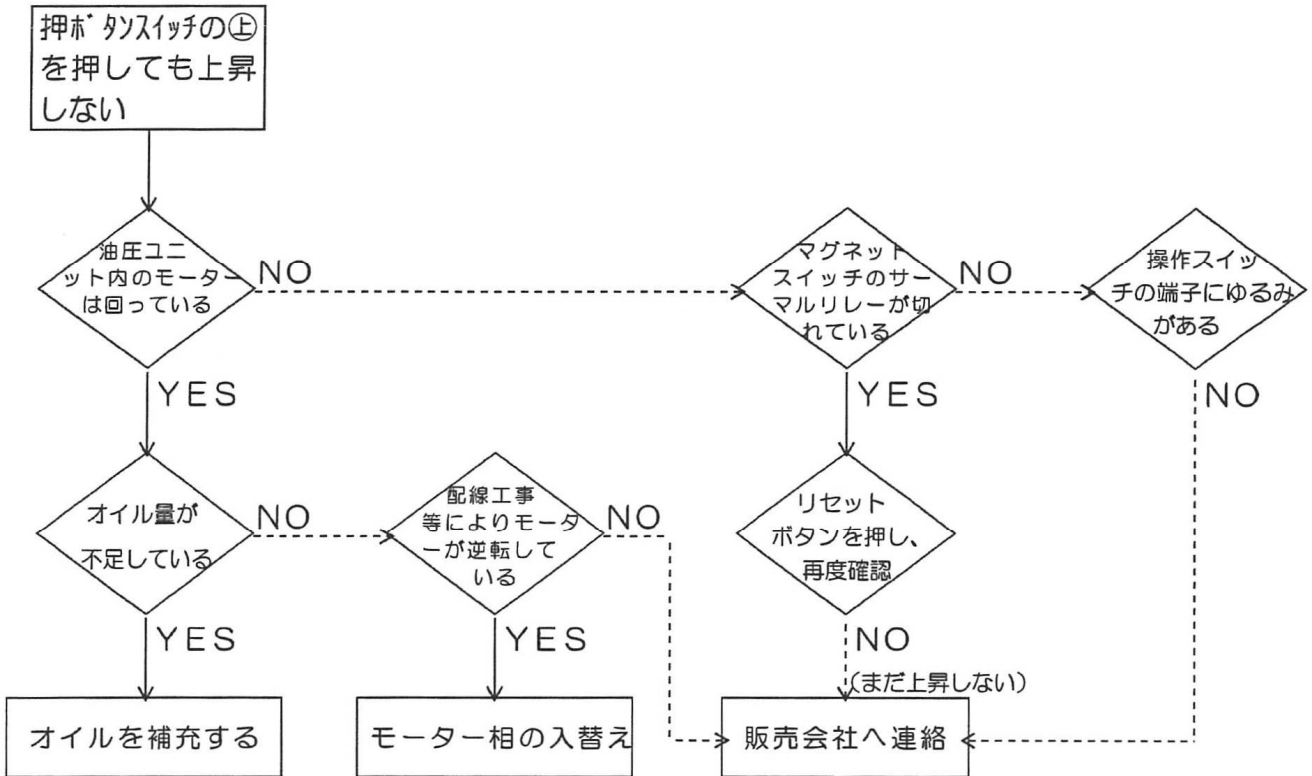 押ボタンスイッチの㊤
を押しても上昇
しない
油圧ユニ
ット内のモーター
は回っている
NO
マグネット
スイッチのサー
マルリレーが切
れている
NO
操作スイッ
チの端子にゆるみ
がある
YES
YES
NO
オイル量が
不足している
NO
配線工事
等によりモータ
ーが逆転して
いる
NO
リセット
ボタンを押し、
再度確認
YES
YES
NO
(まだ上昇しない)
オイルを補充する
モーター相の入替え
販売会社へ連絡